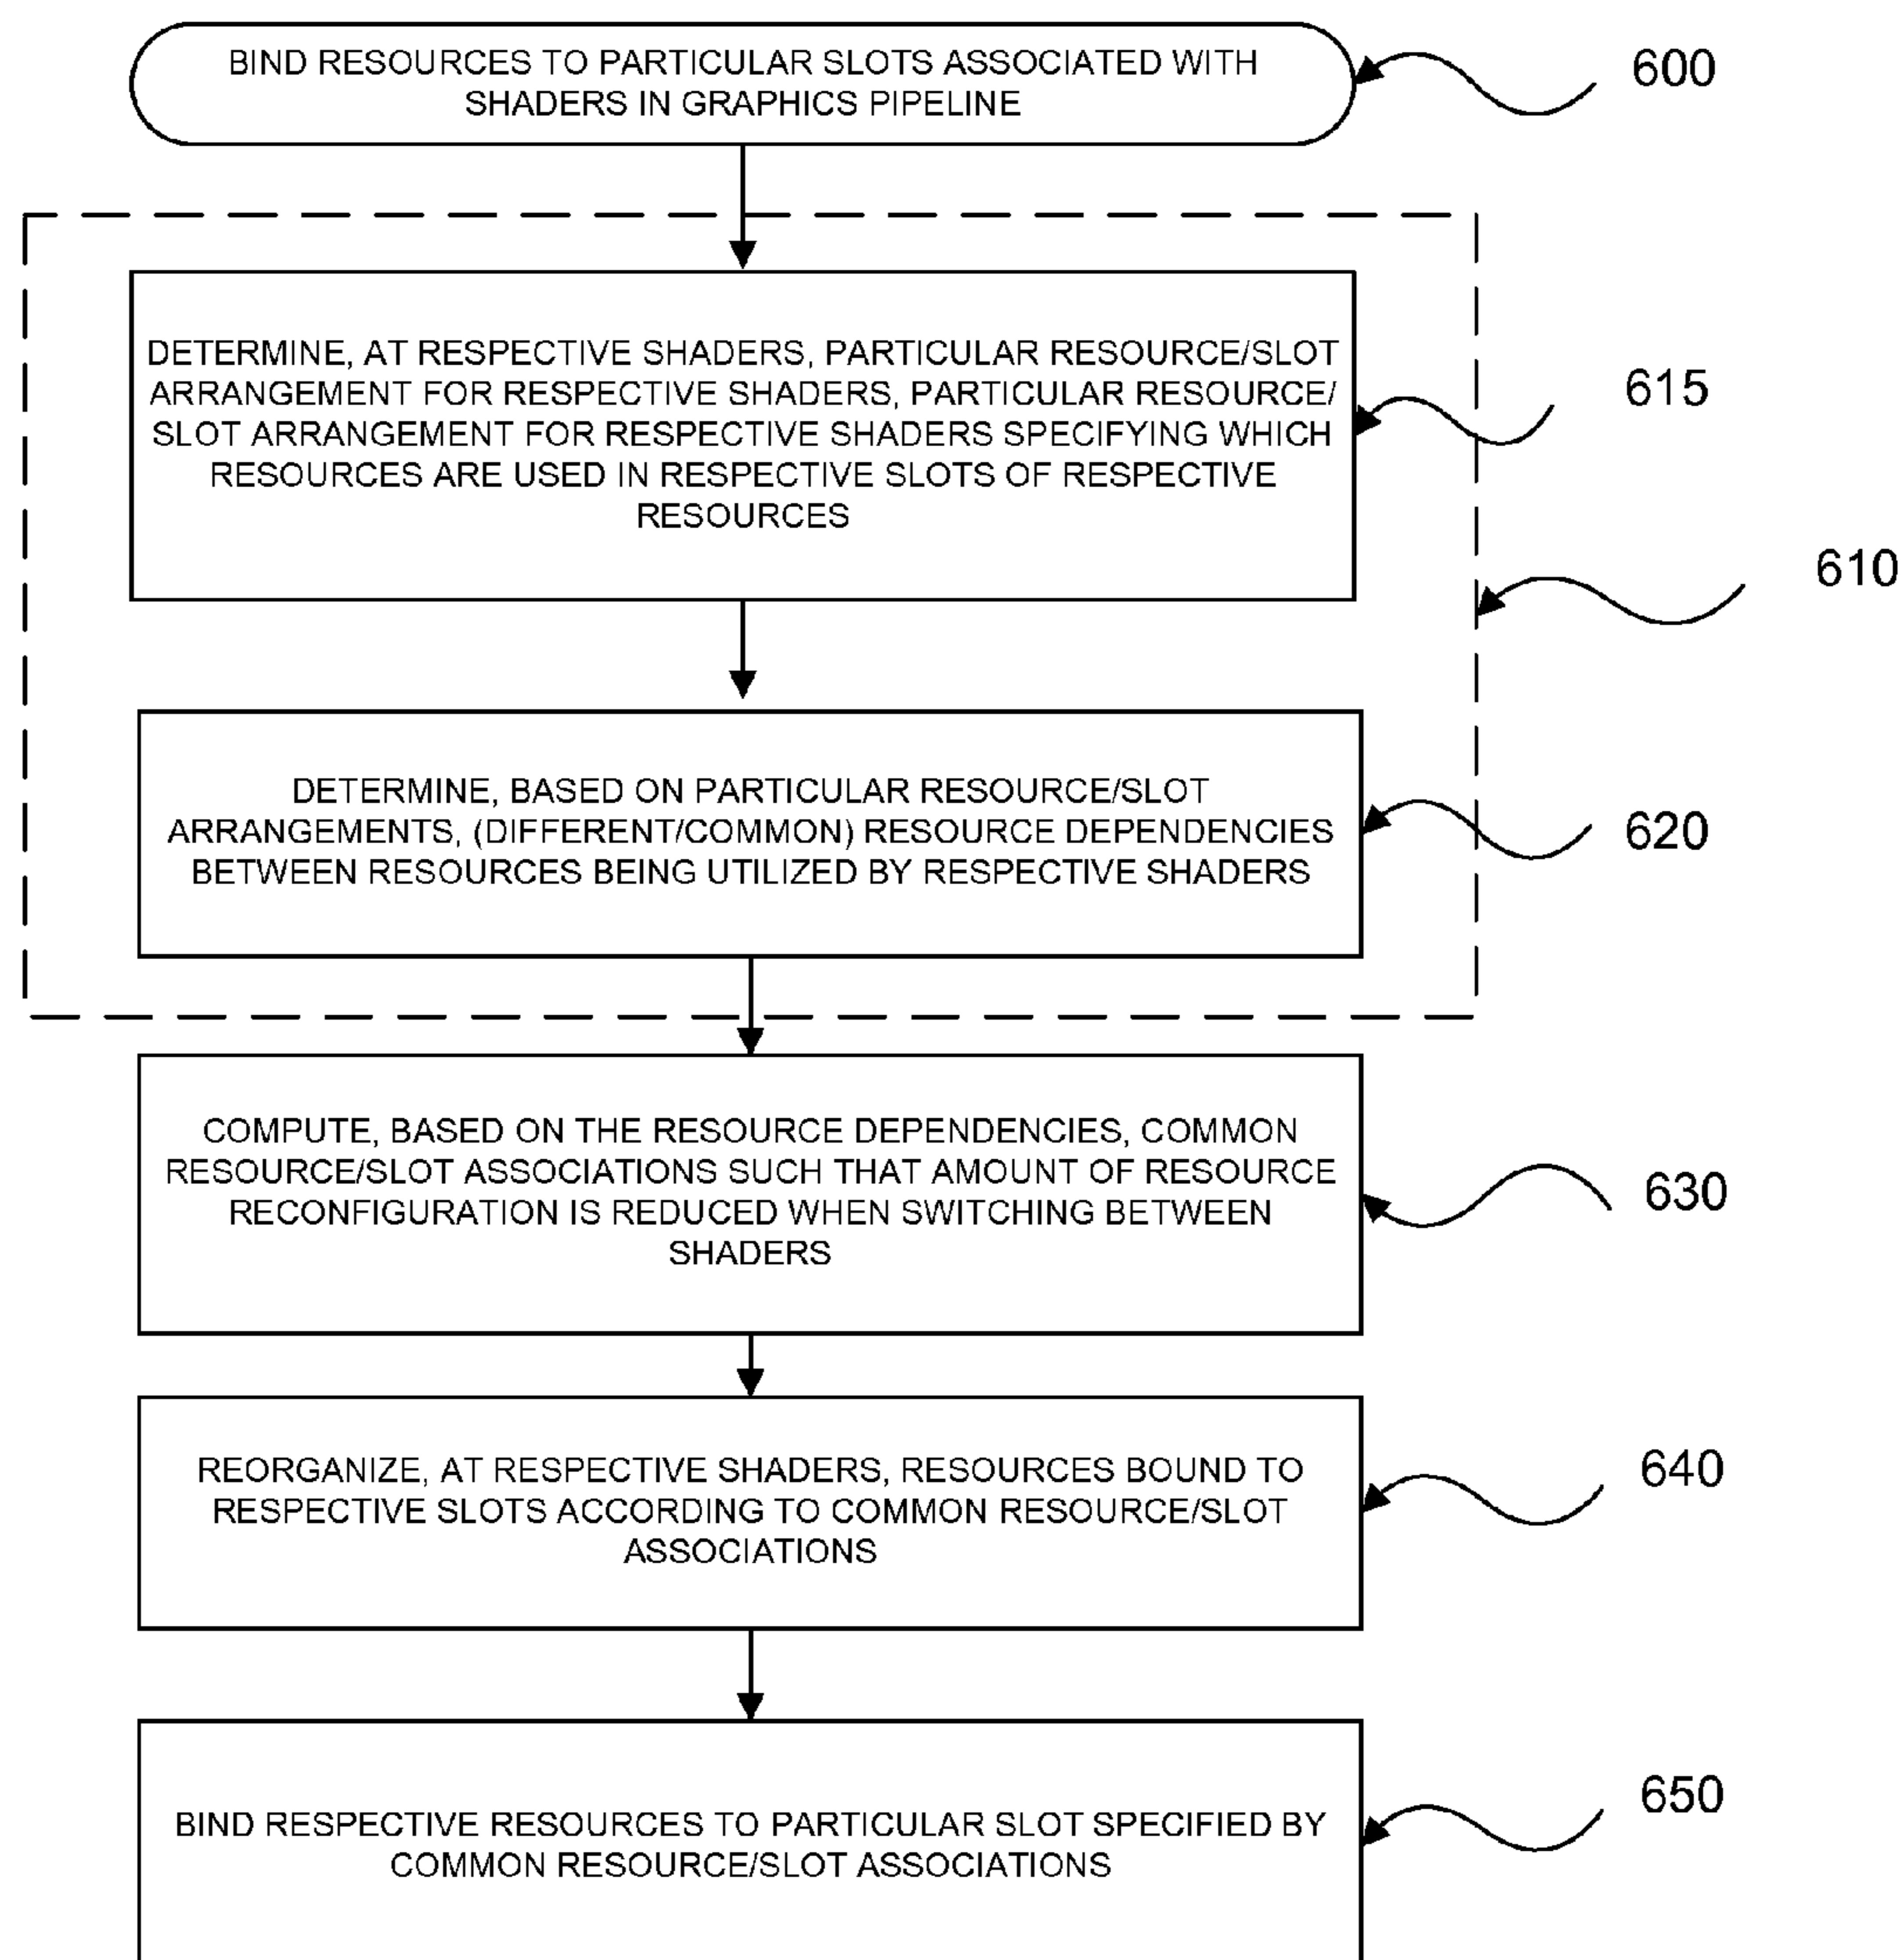 BIND RESOURCES TO PARTICULAR SLOTS ASSOCIATED WITH
SHADERS IN GRAPHICS PIPELINE
600
DETERMINE, AT RESPECTIVE SHADERS, PARTICULAR RESOURCE/SLOT
ARRANGEMENT FOR RESPECTIVE SHADERS, PARTICULAR RESOURCE/
SLOT ARRANGEMENT FOR RESPECTIVE SHADERS SPECIFYING WHICH
RESOURCES ARE USED IN RESPECTIVE SLOTS OF RESPECTIVE
RESOURCES
615
610
DETERMINE, BASED ON PARTICULAR RESOURCE/SLOT
ARRANGEMENTS, (DIFFERENT/COMMON) RESOURCE DEPENDENCIES
BETWEEN RESOURCES BEING UTILIZED BY RESPECTIVE SHADERS
620
COMPUTE, BASED ON THE RESOURCE DEPENDENCIES, COMMON
RESOURCE/SLOT ASSOCIATIONS SUCH THAT AMOUNT OF RESOURCE
RECONFIGURATION IS REDUCED WHEN SWITCHING BETWEEN
SHADERS
630
REORGANIZE, AT RESPECTIVE SHADERS, RESOURCES BOUND TO
RESPECTIVE SLOTS ACCORDING TO COMMON RESOURCE/SLOT
ASSOCIATIONS
640
BIND RESPECTIVE RESOURCES TO PARTICULAR SLOT SPECIFIED BY
COMMON RESOURCE/SLOT ASSOCIATIONS
650